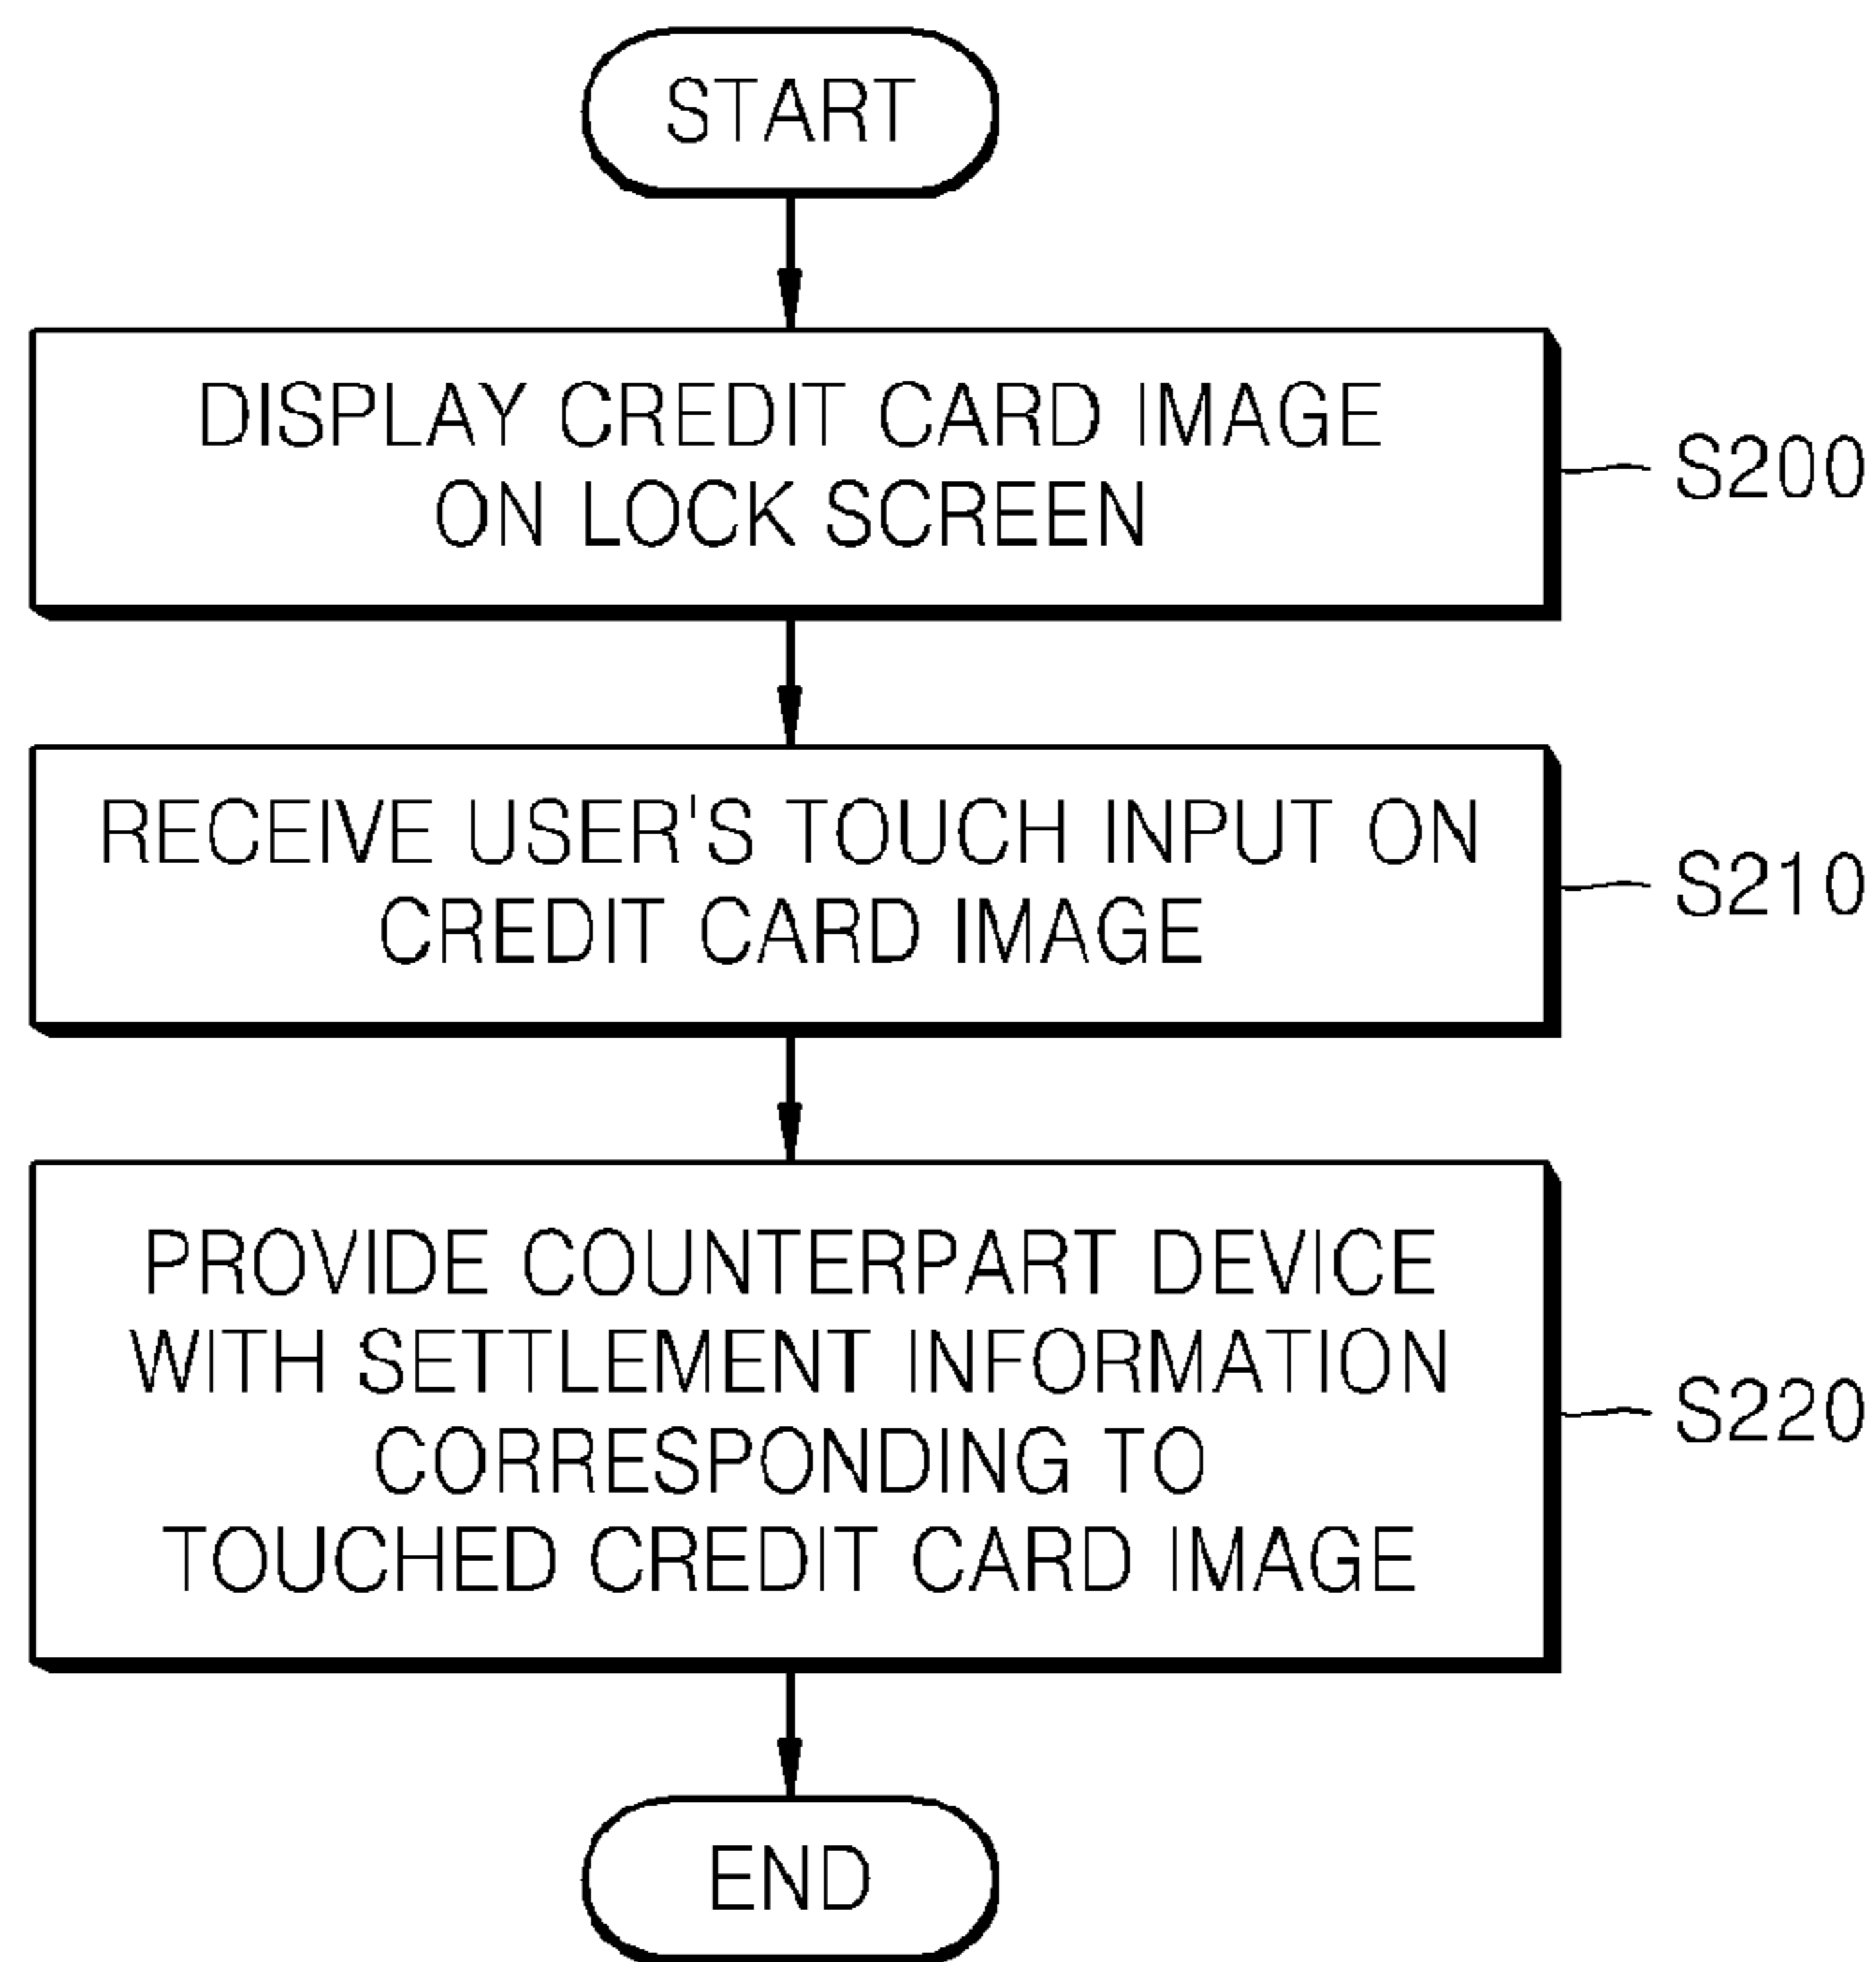 START
DISPLAY CREDIT CARD IMAGE
ON LOCK SCREEN
S200
RECEIVE USER'S TOUCH INPUT ON
CREDIT CARD IMAGE
S210
PROVIDE COUNTERPART DEVICE
WITH SETTLEMENT INFORMATION
CORRESPONDING TO
TOUCHED CREDIT CARD IMAGE
S220
END